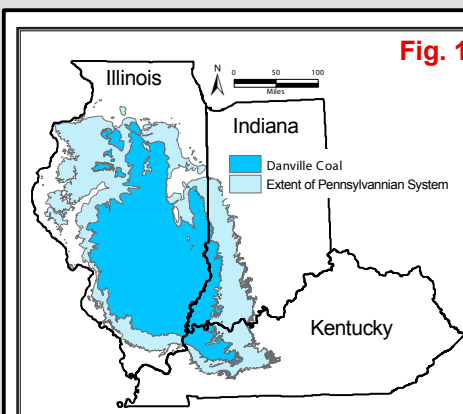 Fig. 1
Illinois
N
0 50 100
Miles
Indiana
Danville Coal
Extent of Pennsylvannian System
Kentucky